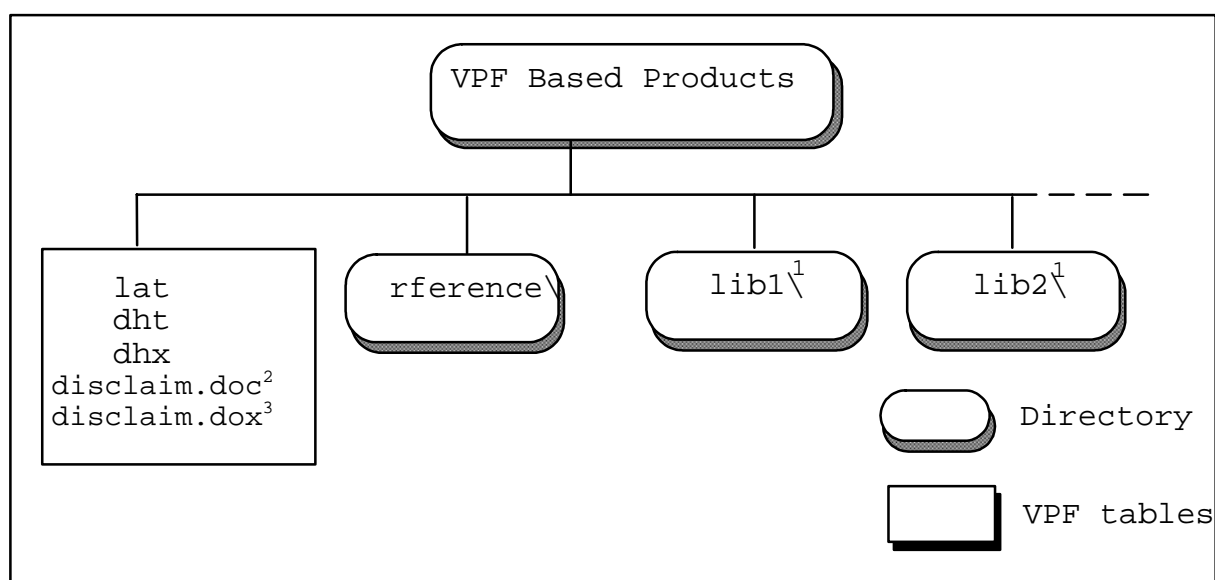 VPF Based Products
lat
dht
dhx
disclaim.doc²
disclaim.dox³
rference\
lib1\¹
lib2\¹
Directory
VPF tables